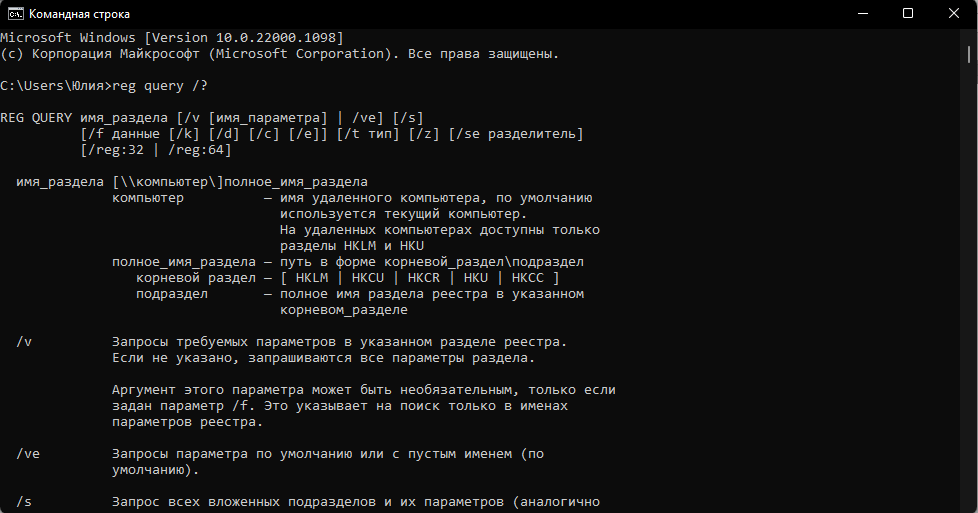 Командная строка
Microsoft Windows [Version 10.0.22000.1098]
(c) Корпорация Майкрософт (Microsoft Corporation). Все права защищены.
C:\Users\Юлия>reg query /?
REG QUERY имя_раздела [/v [имя_параметра] | /ve] [/s]
[/f данные [/k] [/d] [/c] [/e]] [/t тип] [/z] [/se разделитель]
[/reg:32 | /reg:64]
имя_раздела [\\компьютер\]полное_имя_раздела
компьютер – имя удаленного компьютера, по умолчанию
используется текущий компьютер.
На удаленных компьютерах доступны только
разделы HKLM и HKU
полное_имя_раздела – путь в форме корневой_раздел\подраздел
корневой раздел – [ HKLM | HKCU | HKCR | HKU | HKCC ]
подраздел – полное имя раздела реестра в указанном
корневом_разделе
/v Запросы требуемых параметров в указанном разделе реестра.
Если не указано, запрашиваются все параметры раздела.
Аргумент этого параметра может быть необязательным, только если
задан параметр /f. Это указывает на поиск только в именах
параметров реестра.
/ve Запросы параметра по умолчанию или с пустым именем (по
умолчанию).
/s Запрос всех вложенных подразделов и их параметров (аналогично